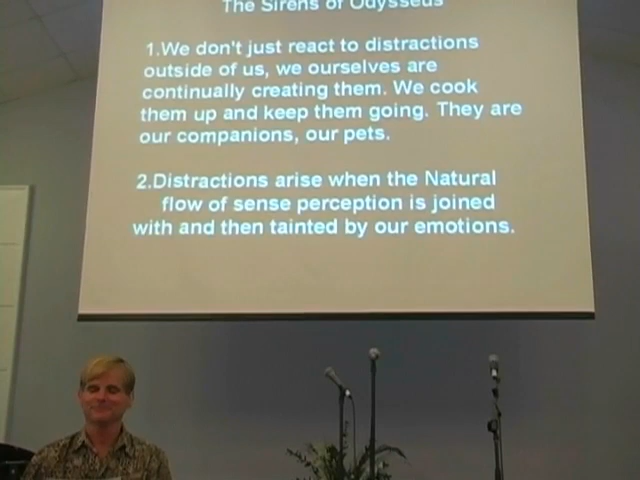 The Sirens of Odysseus
1.We don't just react to distractions
outside of us, we ourselves are
continually creating them. We cook
them up and keep them going. They are
our companions, our pets.
2.Distractions arise when the Natural
flow of sense perception is joined
with and then tainted by our emotions.